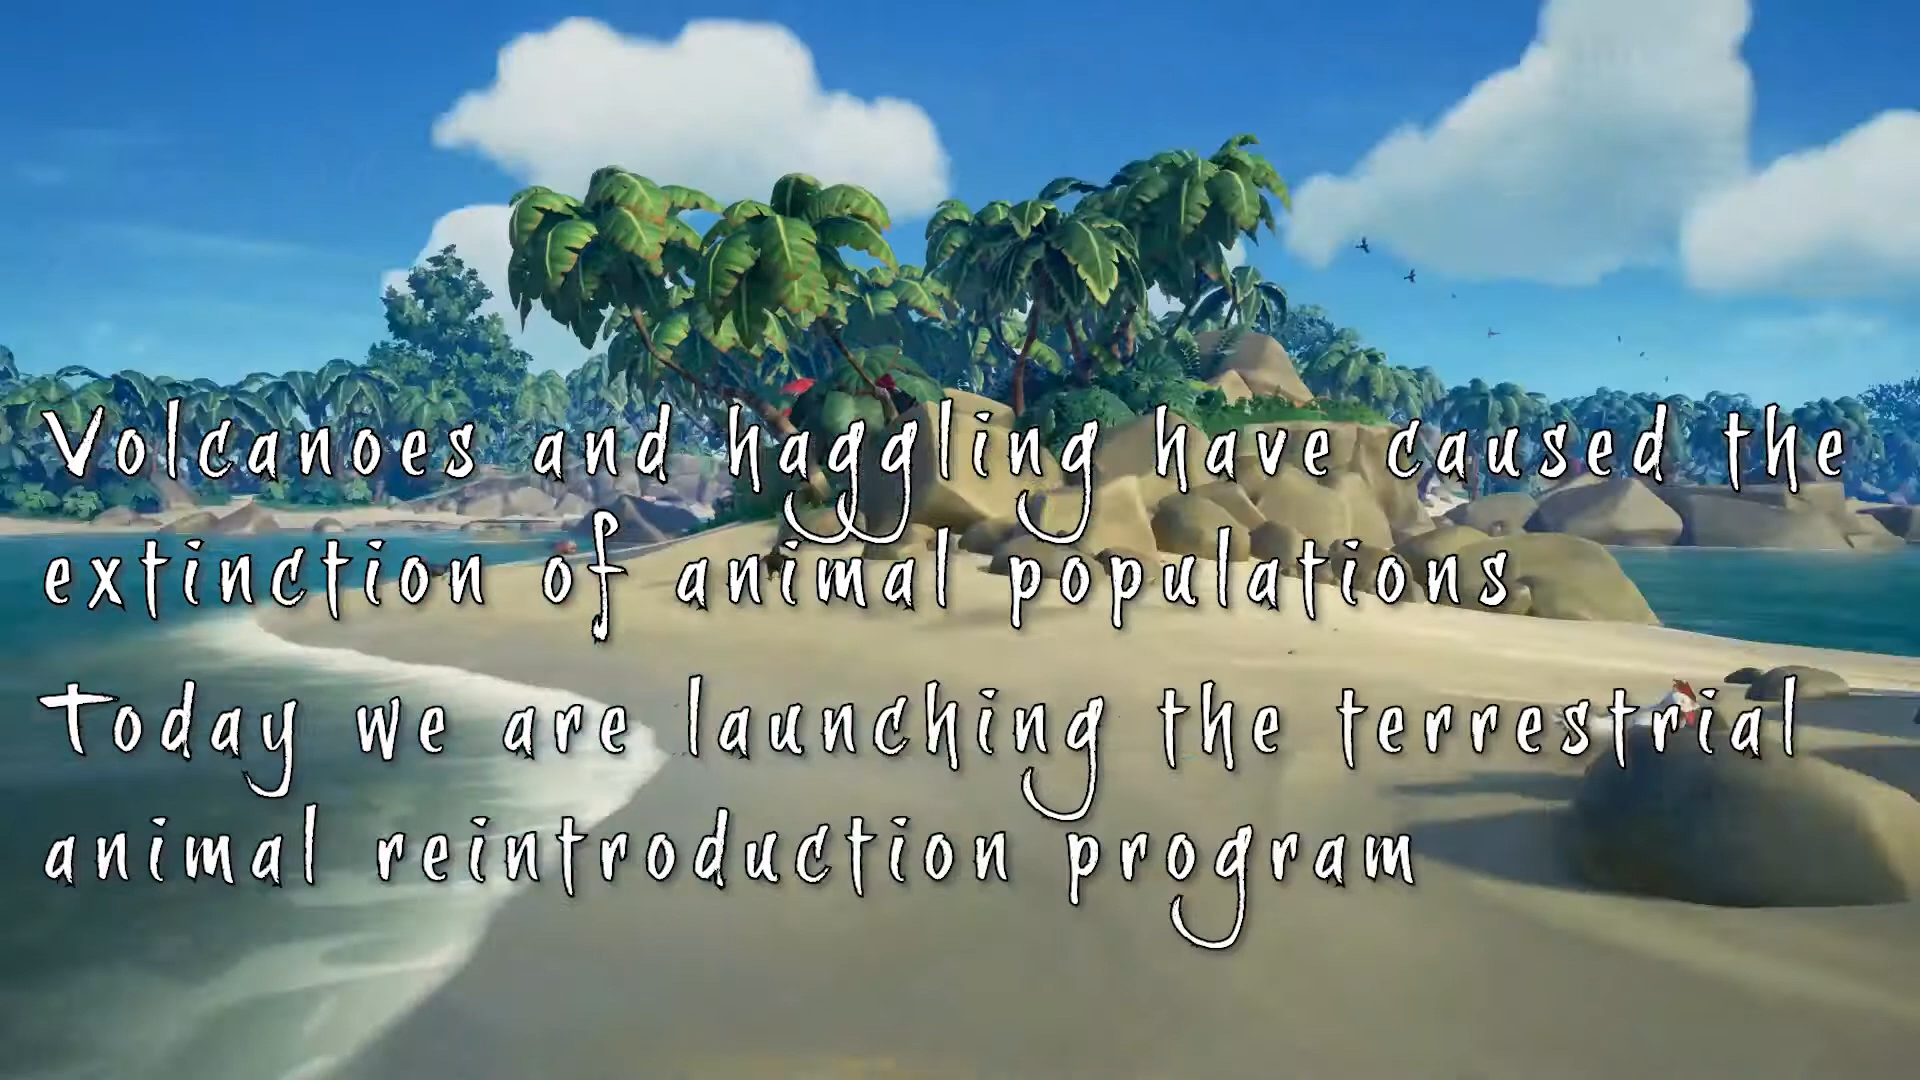 Volcanoes and haggling have caused the
extinction of animal populations
Today we are launching the terrestrial
animal reintroduction program